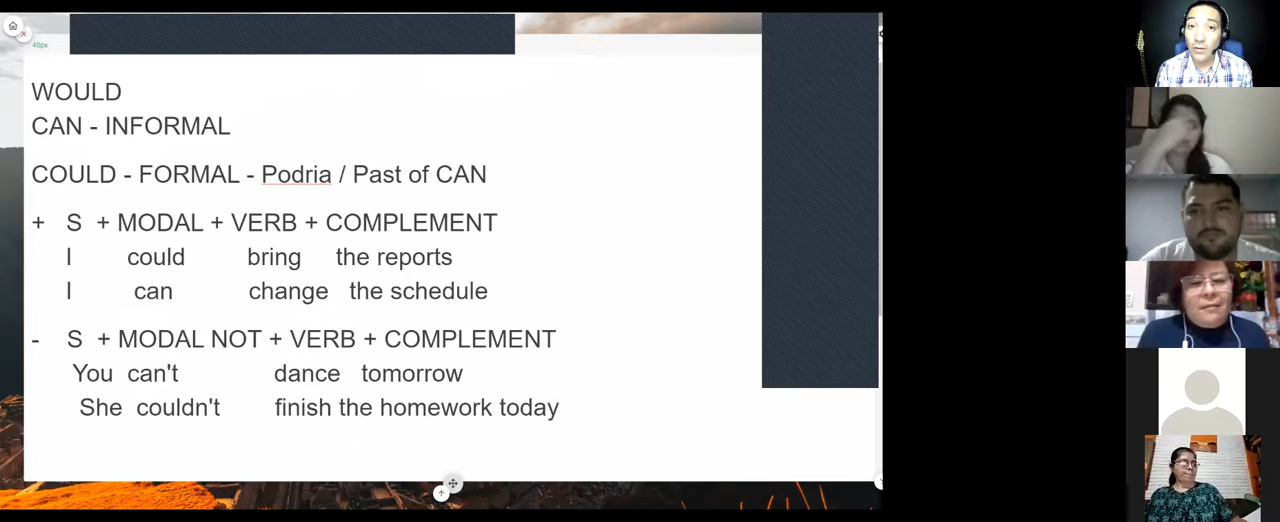 48px
WOULD
CAN - INFORMAL
COULD - FORMAL - Podria / Past of CAN
+ S + MODAL + VERB + COMPLEMENT
I could bring the reports
I can change the schedule
- S + MODAL NOT + VERB + COMPLEMENT
You can't dance tomorrow
She couldn't finish the homework today